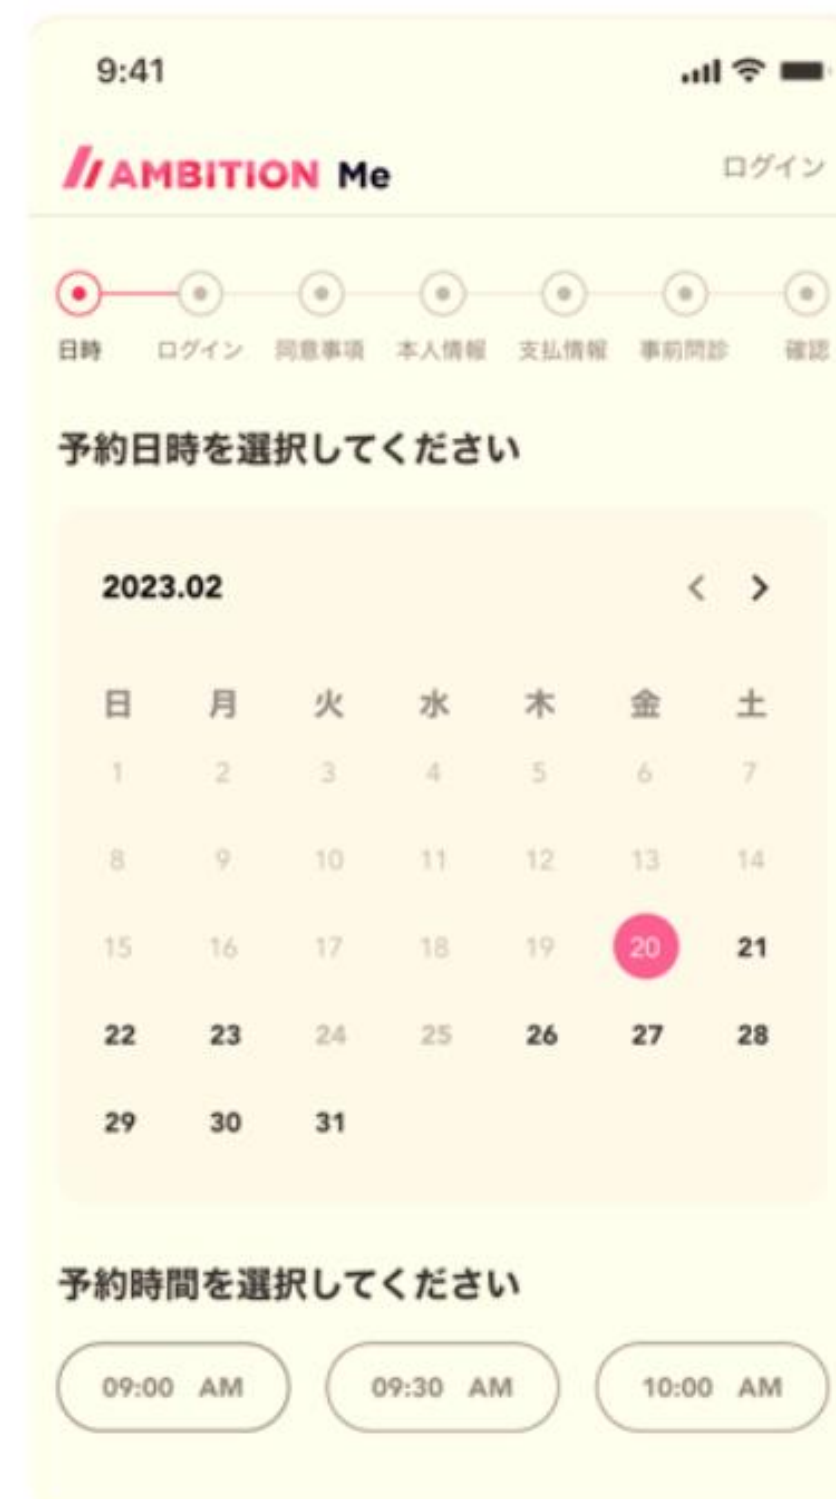 9:41
AMBITION Me
ログイン
日時 ログイン 同意事項 本人情報 支払情報 事前問診 確認
予約日時を選択してください
2023.02
日 月 火 水 木 金 土
1 2 3 4 5 6 7
8 9 10 11 12 13 14
15 16 17 18 19 20 21
22 23 24 25 26 27 28
29 30 31
予約時間を選択してください
09:00 AM 09:30 AM 10:00 AM